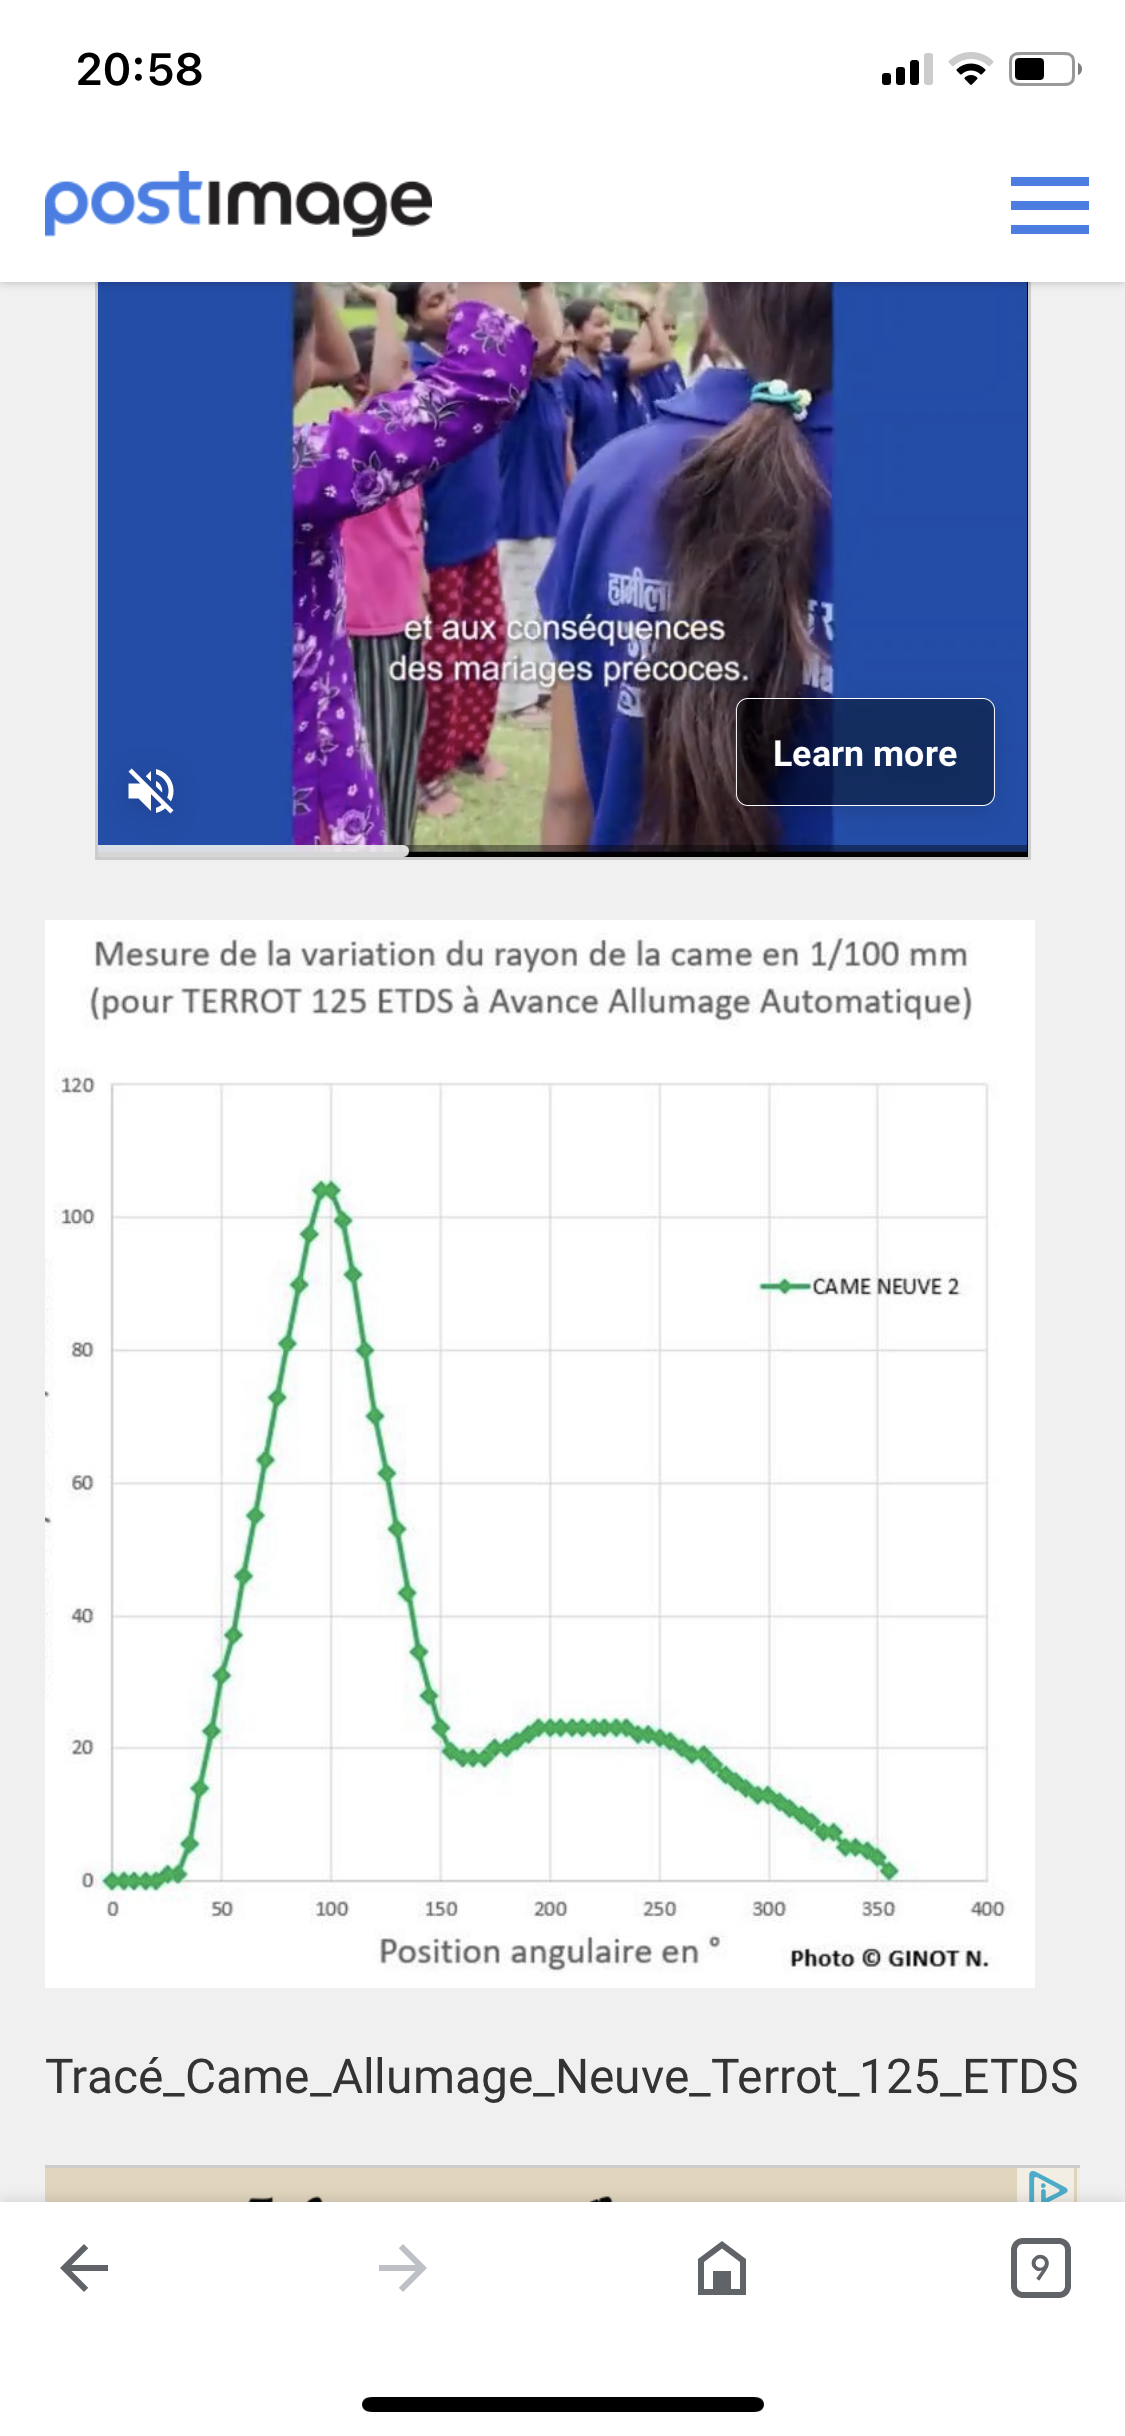 20:58
postimage
हमीला
et aux conséquences
des mariages précoces.
Learn more
Mesure de la variation du rayon de la came en 1/100 mm
(pour TERROT 125 ETDS à Avance Allumage Automatique)
120
100
80
60
40
20
0
CAME NEUVE 2
0 50 100 150 200 250 300 350 400
Position angulaire en °
Photo © GINOT N.
Tracé_Came_Allumage_Neuve_Terrot_125_ETDS
9